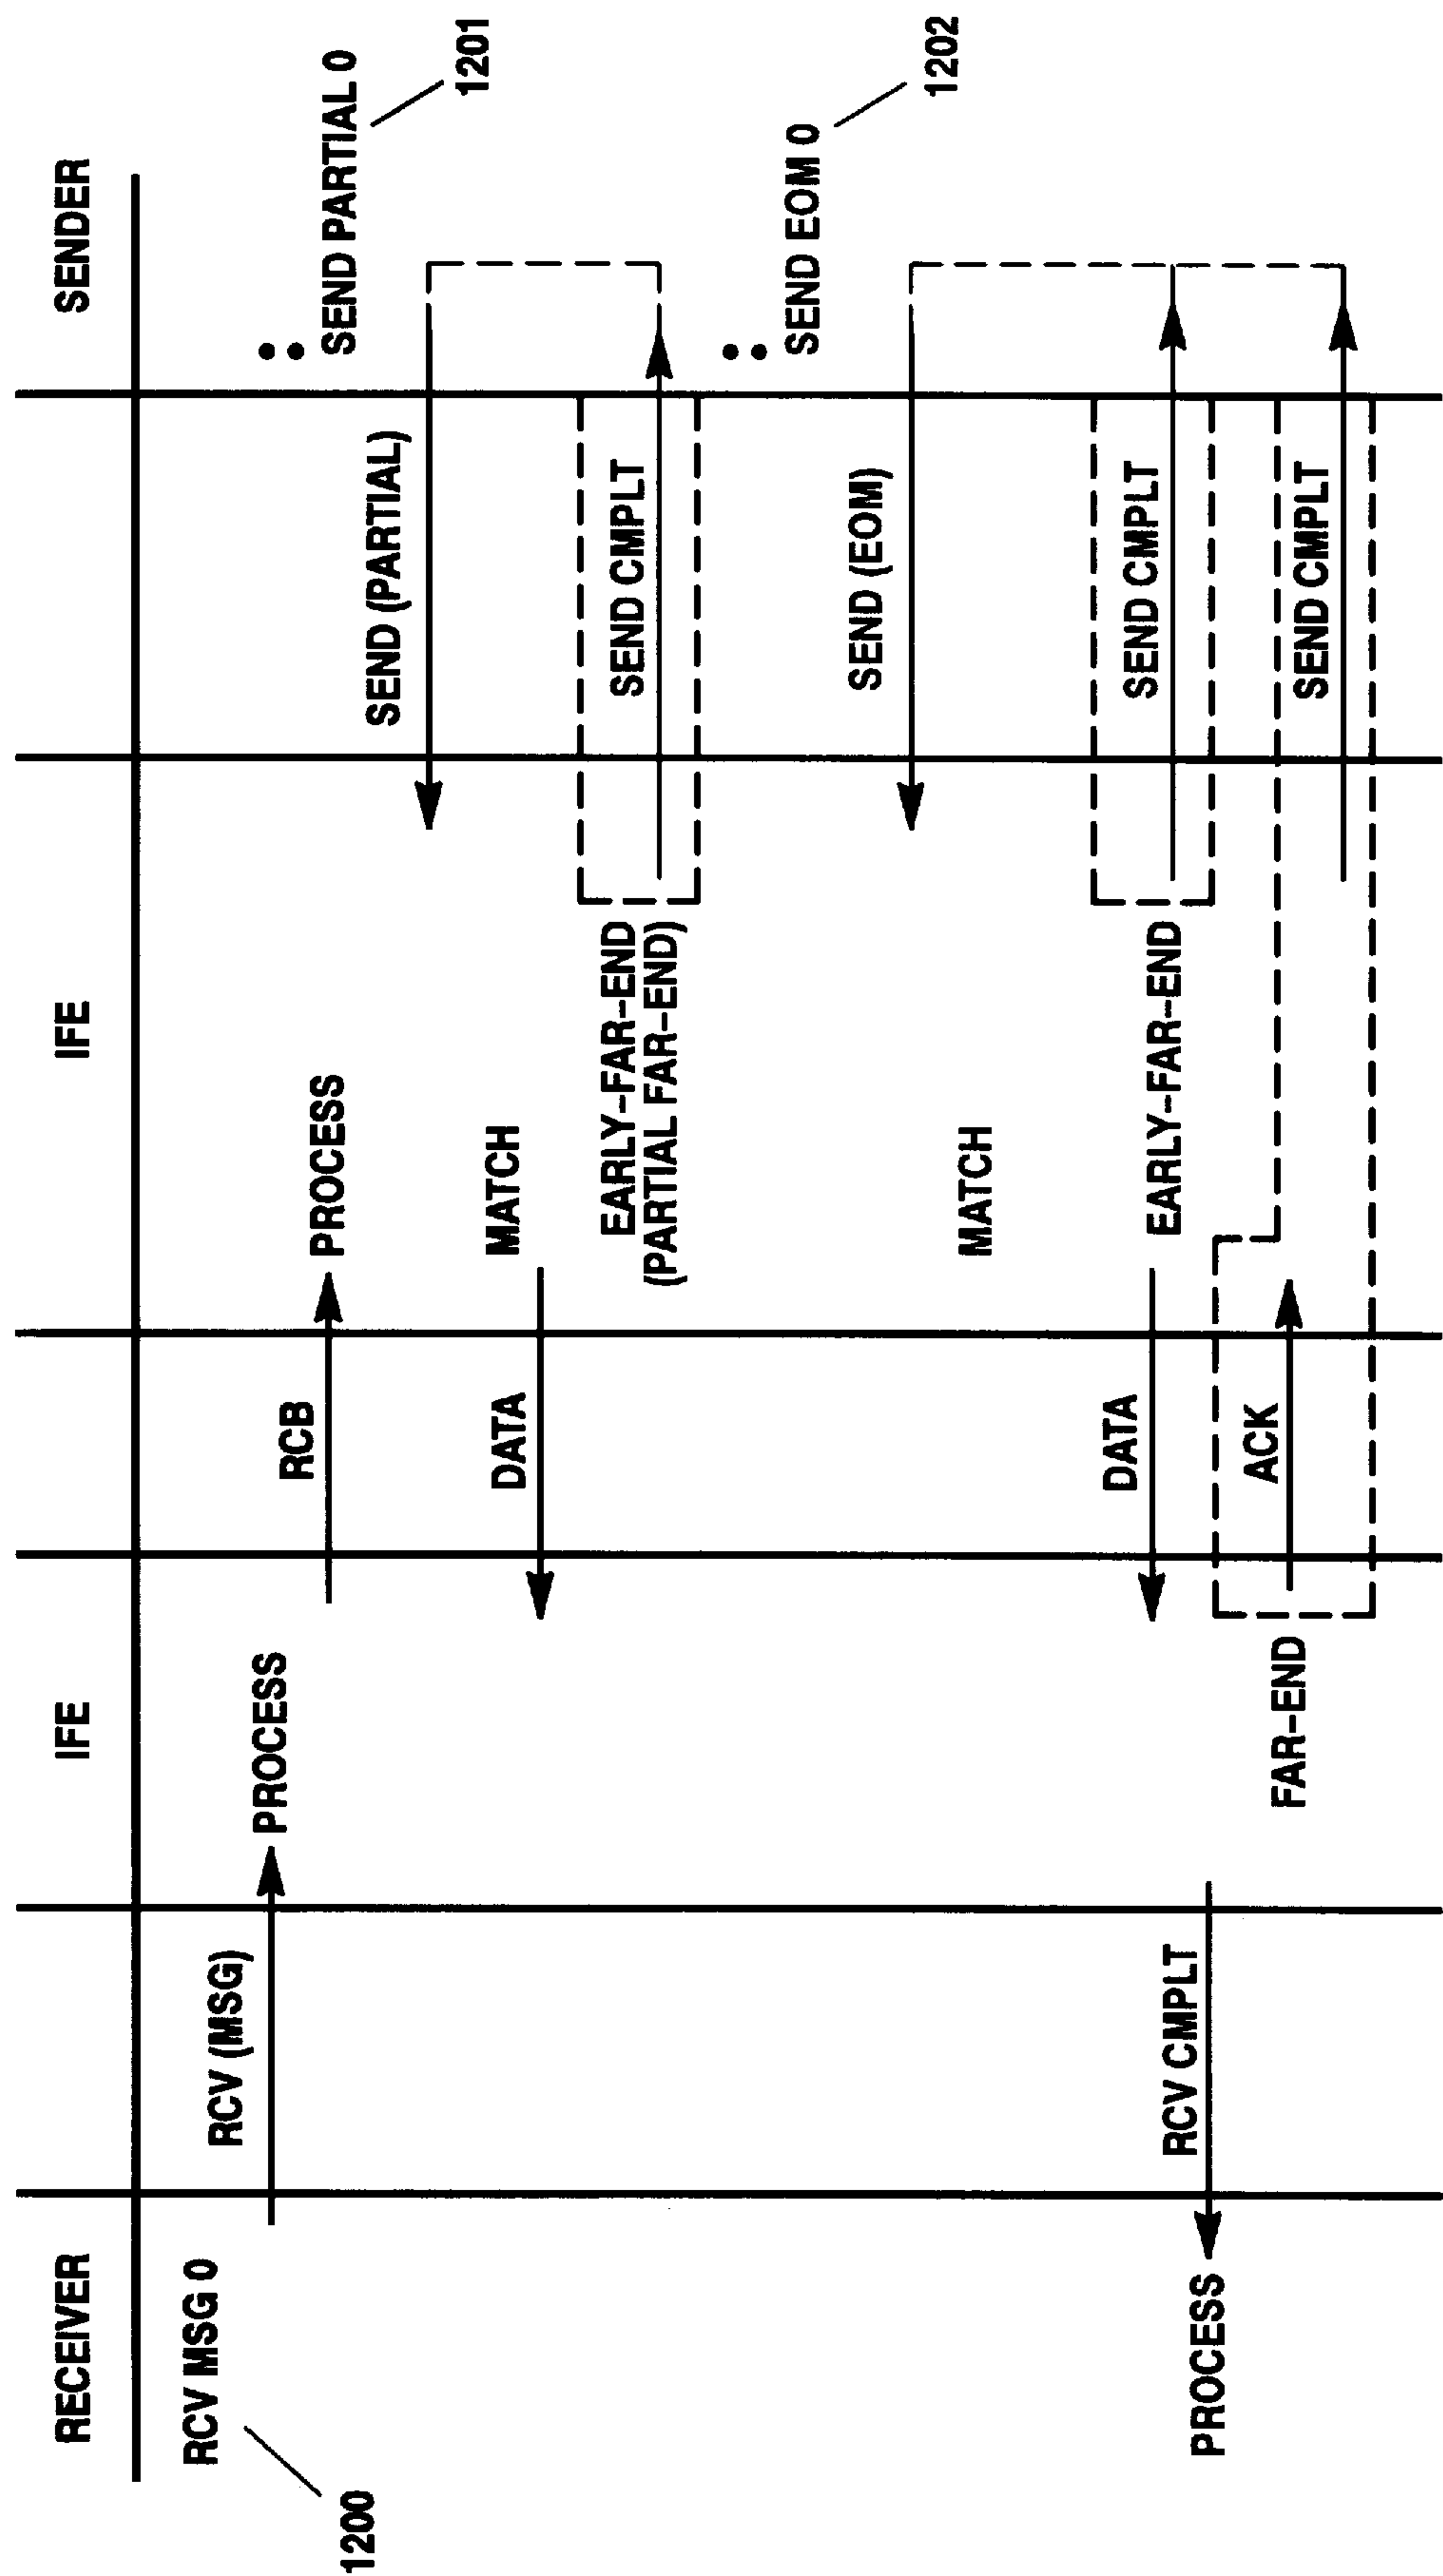 RECEIVER
IFE
IFE
SENDER
RCV MSG 0
1200
RCV (MSG)
PROCESS
RCB
PROCESS
SEND PARTIAL 0
1201
SEND (PARTIAL)
MATCH
DATA
EARLY-FAR-END
(PARTIAL FAR-END)
SEND CMPLT
SEND EOM 0
1202
SEND (EOM)
MATCH
DATA
EARLY-FAR-END
SEND CMPLT
RCV CMPLT
PROCESS
FAR-END
ACK
SEND CMPLT